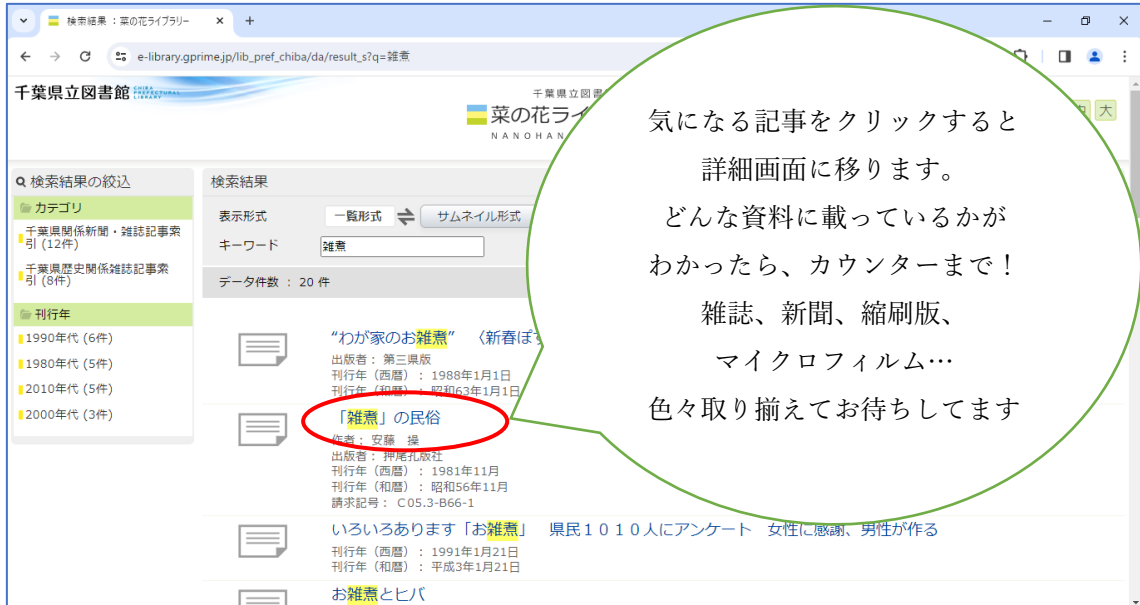 検索結果 : 菜の花ライブラリー
e-library.gprime.jp/lib_pref_chiba/da/result_s?q=雑煮
千葉県立図書館 CHIBA PREFECTURAL LIBRARY
千葉県立図書
菜の花ライ
NANOHAN
大
検索結果の絞込
カテゴリ
千葉県関係新聞・雑誌記事索
引 (12件)
千葉県歴史関係雑誌記事索
引 (8件)
刊行年
1990年代 (6件)
1980年代 (5件)
2010年代 (5件)
2000年代 (3件)
検索結果
表示形式 一覧形式 サムネイル形式
キーワード 雑煮
データ件数 : 20 件
“わが家のお雑煮” 〈新春ぽす
出版者: 第三県版
刊行年(西暦): 1988年1月1日
刊行年(和暦): 昭和63年1月1日
「雑煮」の民俗
作者: 安藤 操
出版者: 押尾孔版社
刊行年(西暦): 1981年11月
刊行年(和暦): 昭和56年11月
請求記号: C05.3-B66-1
いろいろあります「お雑煮」 県民1010人にアンケート 女性に感謝、男性が作る
刊行年(西暦): 1991年1月21日
刊行年(和暦): 平成3年1月21日
お雑煮とヒバ
気になる記事をクリックすると
詳細画面に移ります。
どんな資料に載っているかが
わかったら、カウンターまで！
雑誌、新聞、縮刷版、
マイクロフィルム…
色々取り揃えてお待ちしてます